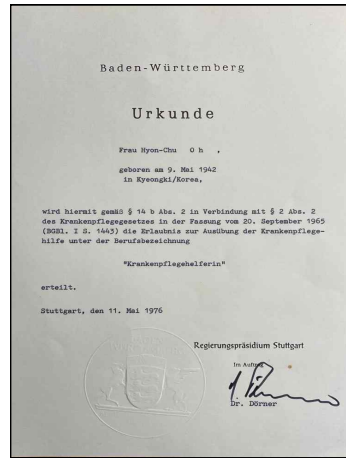 Baden-Württemberg
Urkunde
Frau Hyon-Chu Oh ,
geboren am 9. Mai 1942
in Kyeongki/Korea,
wird hiermit gemäß § 14 b Abs. 2 in Verbindung mit § 2 Abs. 2
des Krankenpflegegesetzes in der Fassung vom 20. September 1965
(BGBl. I S. 1443) die Erlaubnis zur Ausübung der Krankenpflege-
hilfe unter der Berufsbezeichnung
"Krankenpflegehelferin"
erteilt.
Stuttgart, den 11. Mai 1976
Regierungspräsidium Stuttgart
Im Auftrag
Dr. Dörner